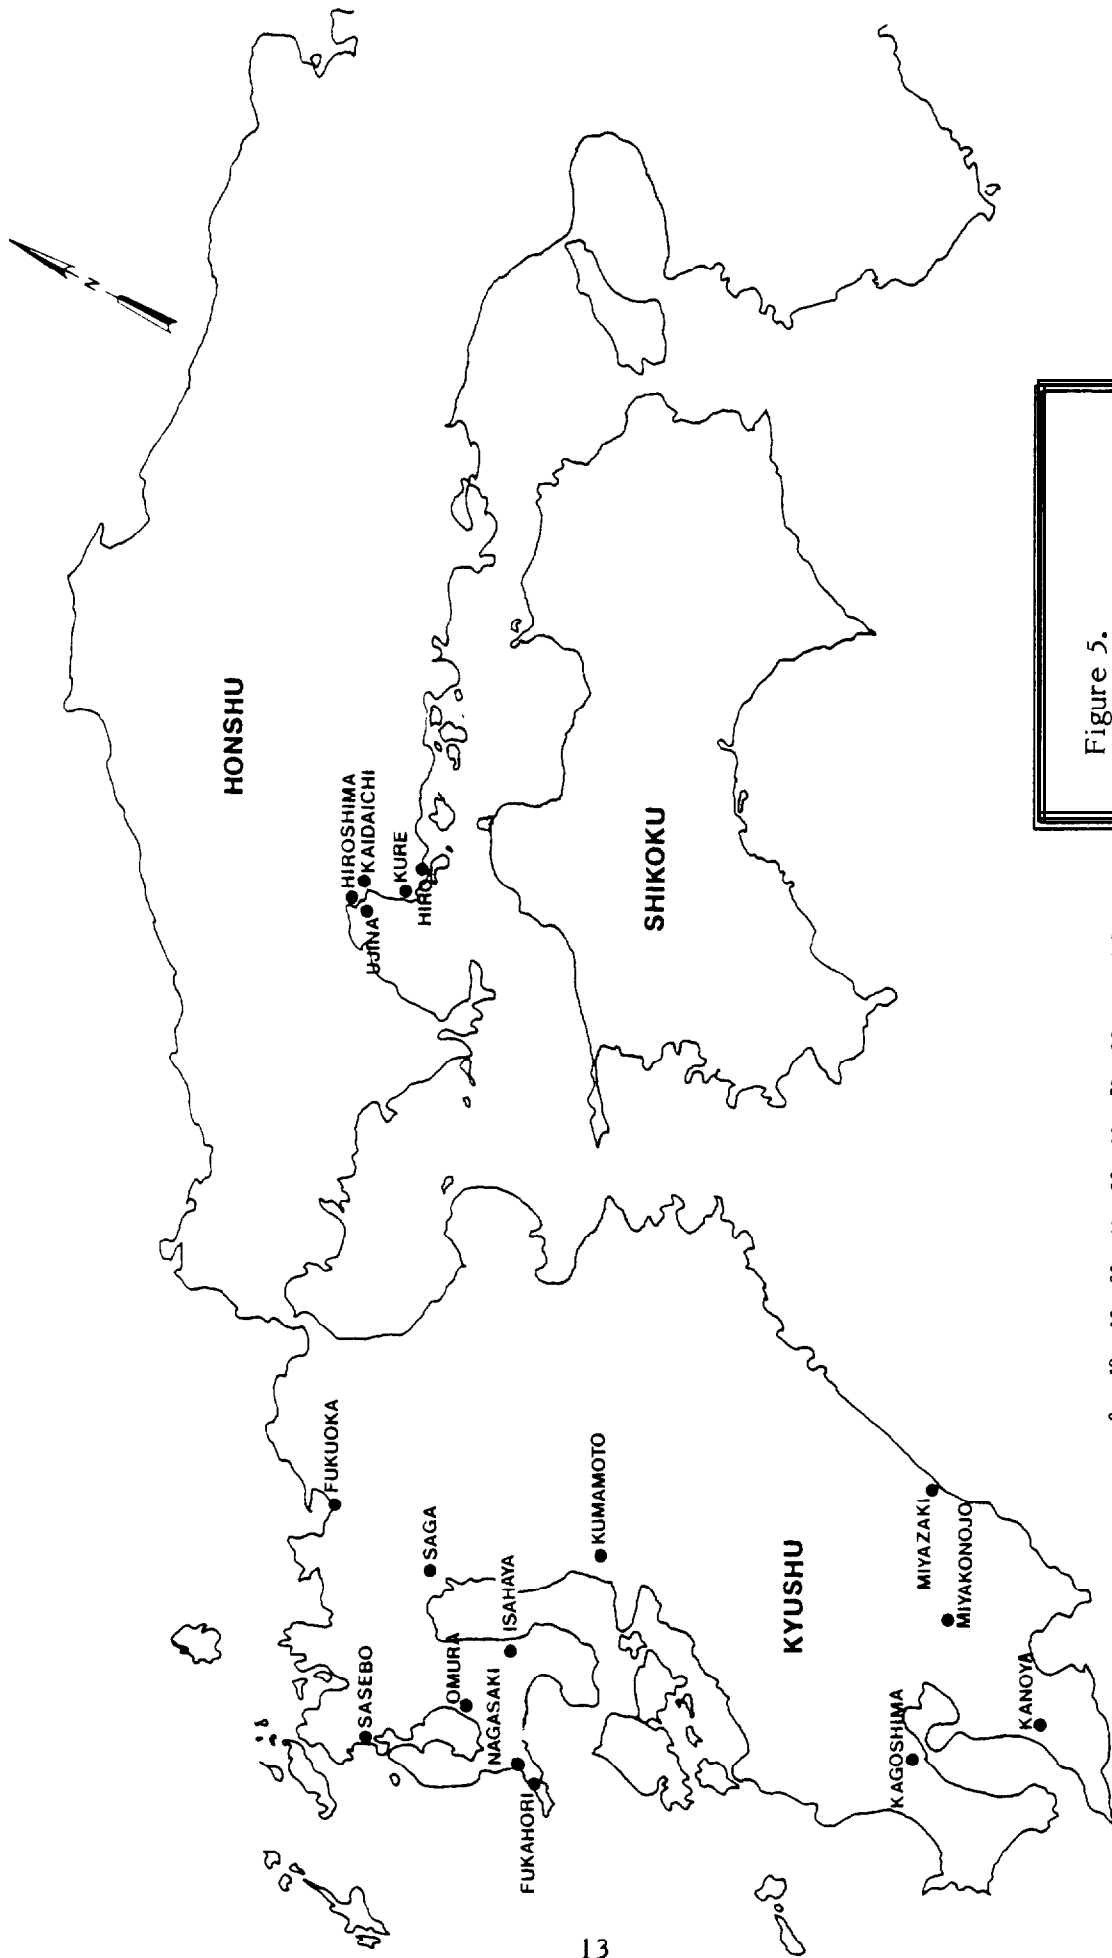 N
HONSHU
HIROSHIMA
KAIDAICHI
UJINA
KURE
HIRO
SHIKOKU
FUKUOKA
SAGA
SASEBO
OMURA
ISAHAYA
NAGASAKI
FUKAHORI
KUMAMOTO
KYUSHU
MIYAZAKI
MIYAKONOJO
KAGOSHIMA
KANOYA
Figure 5.
13